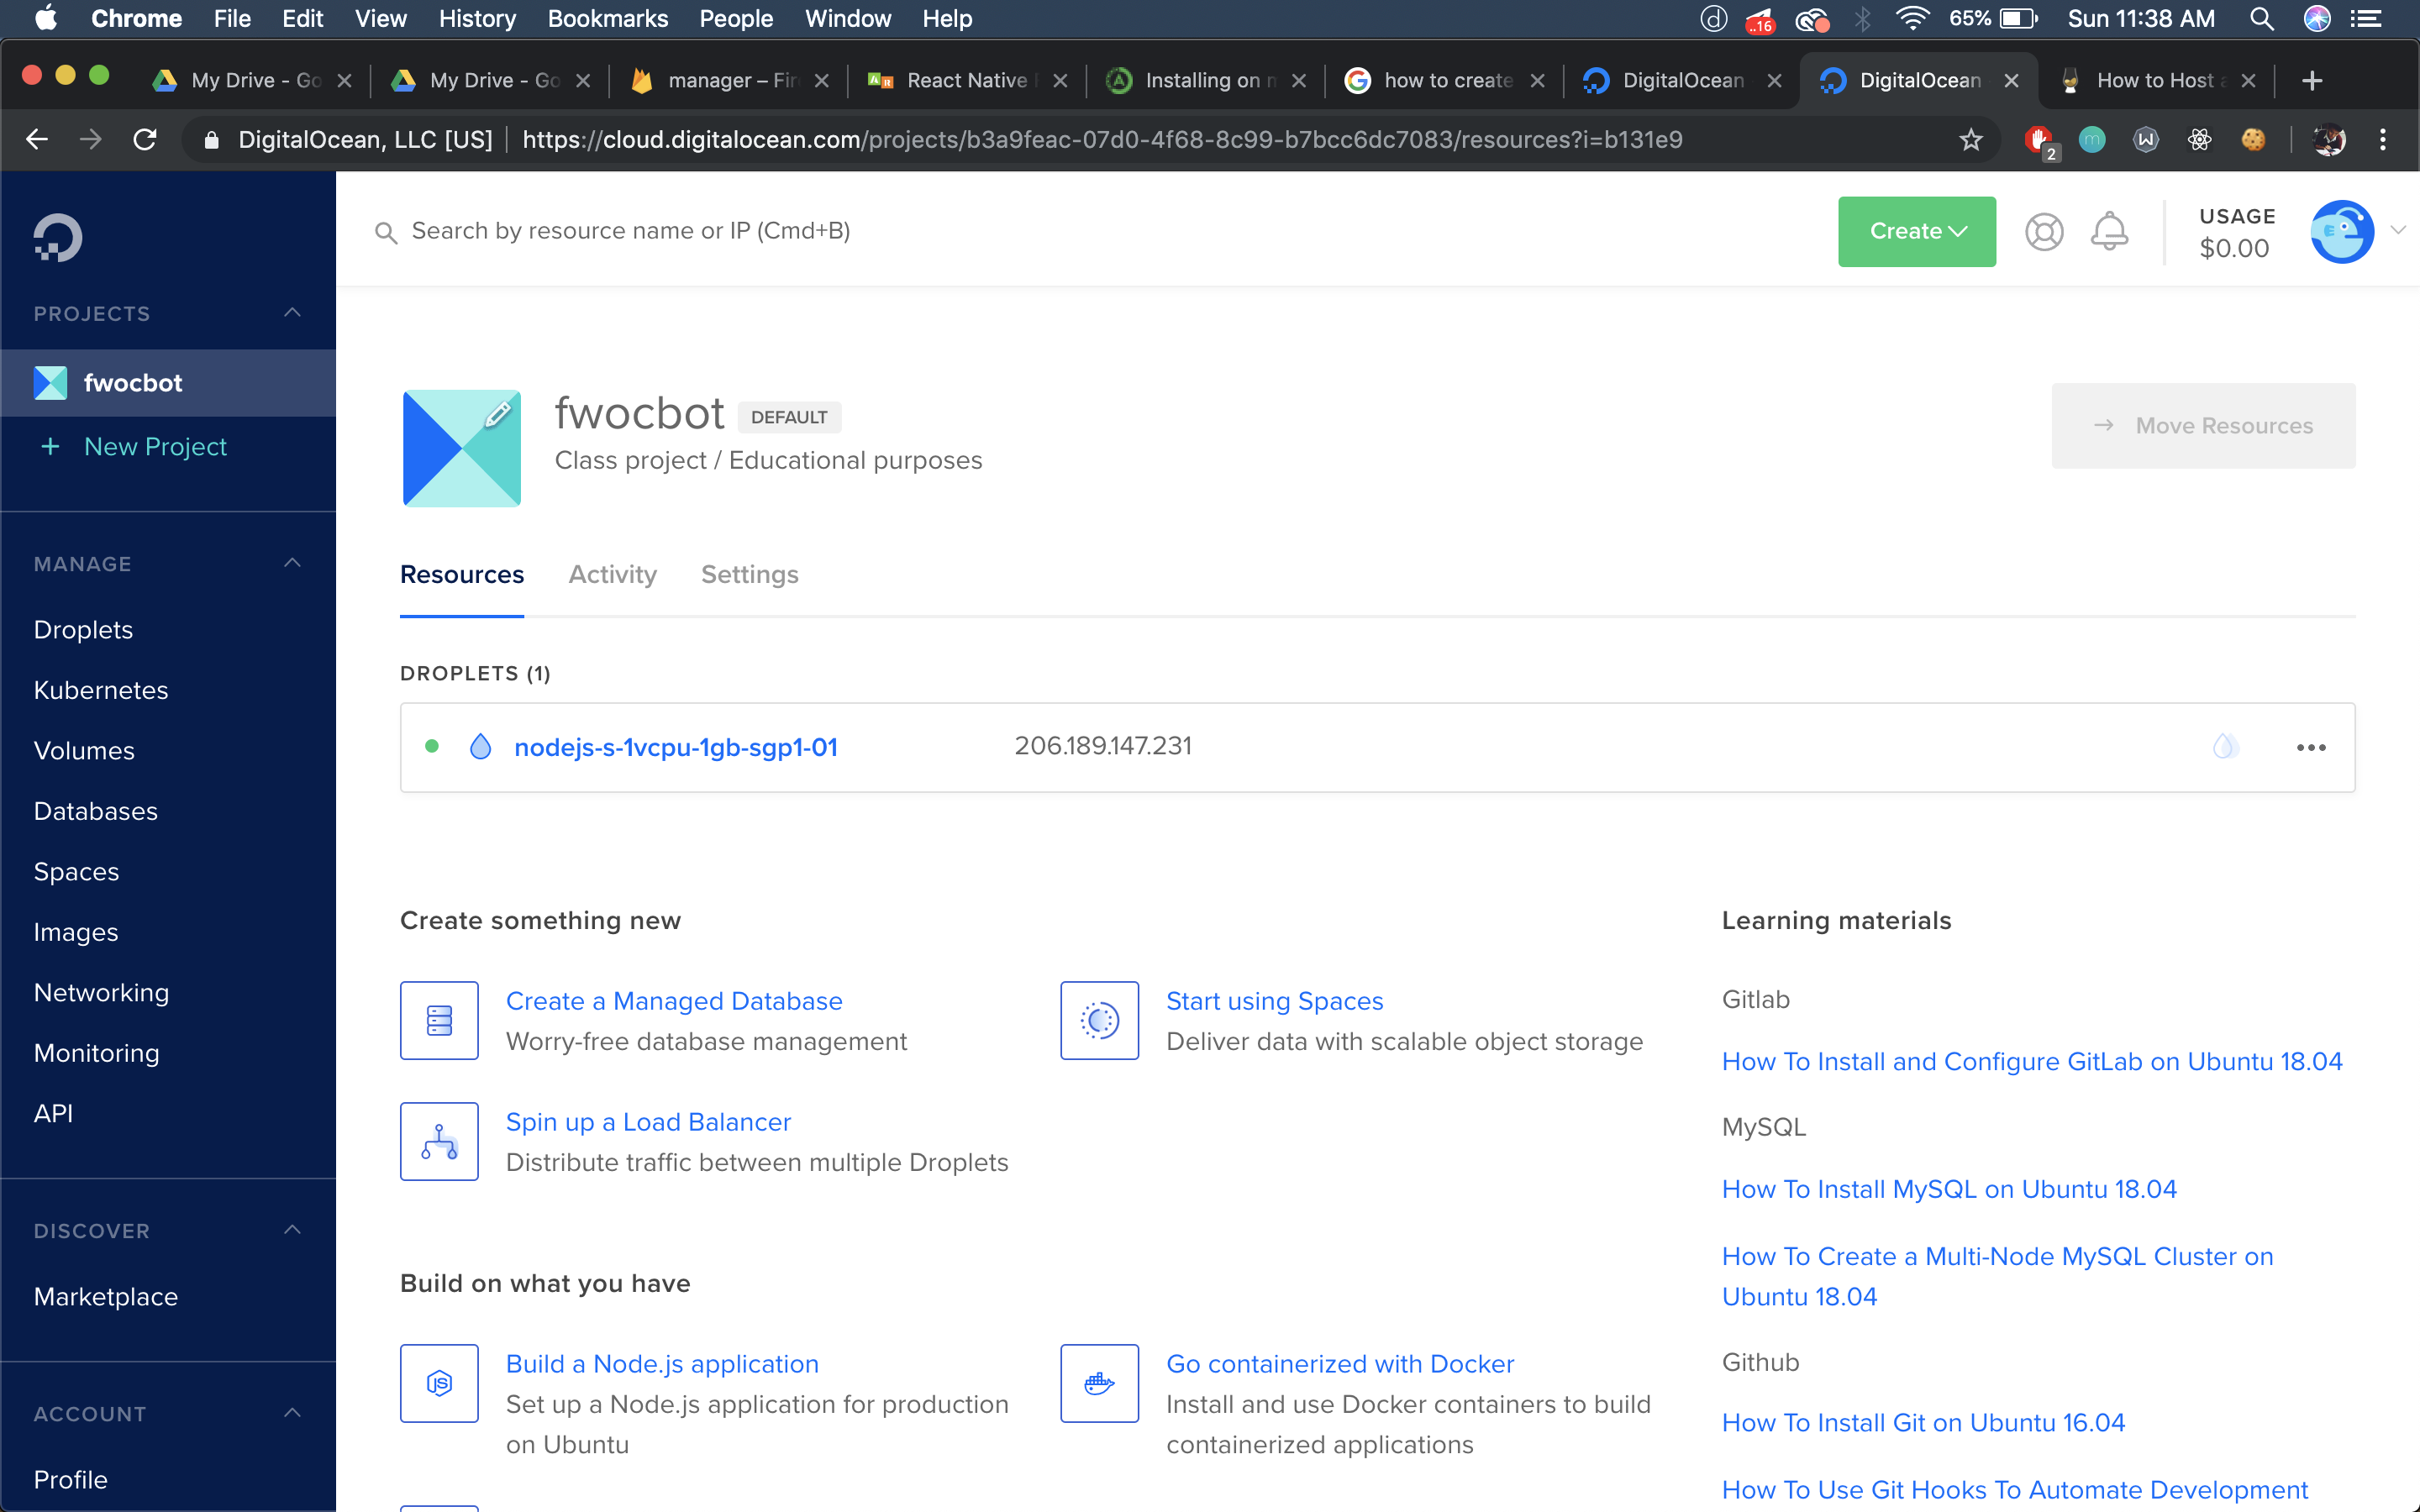 Chrome File Edit View History Bookmarks People Window Help
..16 65% Sun 11:38 AM
My Drive - Go My Drive - Go manager – Fir React Native Installing on how to create DigitalOcean DigitalOcean How to Host
DigitalOcean, LLC [US] https://cloud.digitalocean.com/projects/b3a9feac-07d0-4f68-8c99-b7bcc6dc7083/resources?i=b131e9
2
Search by resource name or IP (Cmd+B)
Create
USAGE
$0.00
PROJECTS
fwocbot
New Project
MANAGE
Droplets
Kubernetes
Volumes
Databases
Spaces
Images
Networking
Monitoring
API
DISCOVER
Marketplace
ACCOUNT
Profile
fwocbot DEFAULT
Class project / Educational purposes
Move Resources
Resources Activity Settings
DROPLETS (1)
nodejs-s-1vcpu-1gb-sgp1-01 206.189.147.231
Create something new
Create a Managed Database
Worry-free database management
Start using Spaces
Deliver data with scalable object storage
Spin up a Load Balancer
Distribute traffic between multiple Droplets
Build on what you have
Build a Node.js application
Set up a Node.js application for production
on Ubuntu
Go containerized with Docker
Install and use Docker containers to build
containerized applications
Learning materials
Gitlab
How To Install and Configure GitLab on Ubuntu 18.04
MySQL
How To Install MySQL on Ubuntu 18.04
How To Create a Multi-Node MySQL Cluster on
Ubuntu 18.04
Github
How To Install Git on Ubuntu 16.04
How To Use Git Hooks To Automate Development